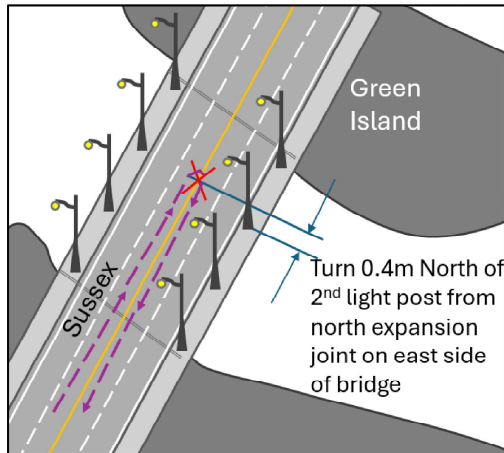 Green
Island
Sussex
Turn 0.4m North of
2nd light post from
north expansion
joint on east side
of bridge